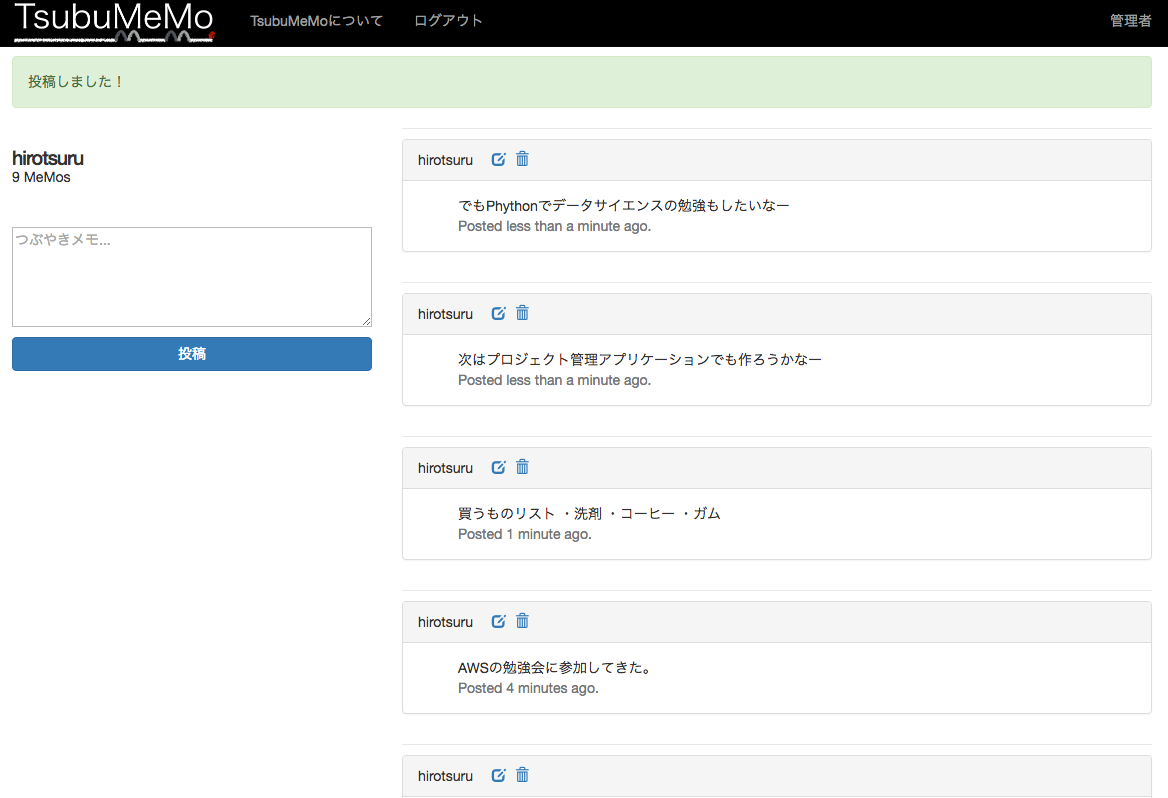 TsubuMeMo
TsubuMeMoについて
ログアウト
管理者
投稿しました！
hirotsuru
9 MeMos
つぶやきメモ...
投稿
hirotsuru
でもPhythonでデータサイエンスの勉強もしたいなー
Posted less than a minute ago.
hirotsuru
次はプロジェクト管理アプリケーションでも作ろうかなー
Posted less than a minute ago.
hirotsuru
買うものリスト ・洗剤 ・コーヒー ・ガム
Posted 1 minute ago.
hirotsuru
AWSの勉強会に参加してきた。
Posted 4 minutes ago.
hirotsuru